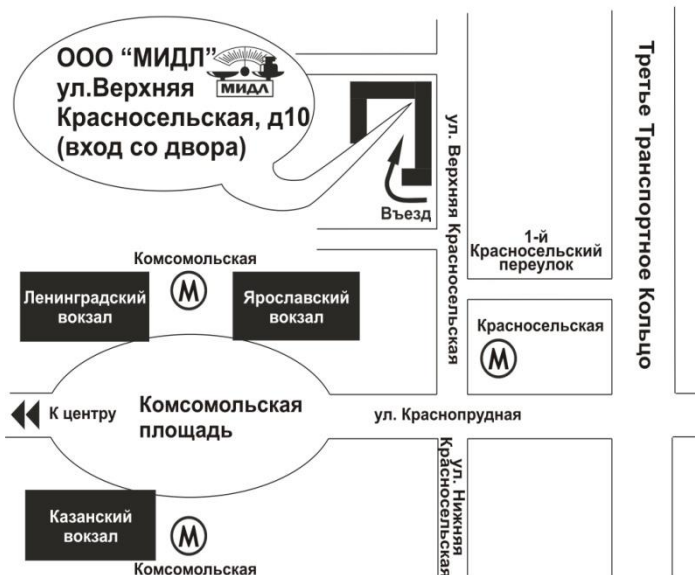 ООО “МИДЛ”
ул.Верхняя
Красносельская, д10
(вход со двора)
МИДЛ
Въезд
ул. Верхняя Красносельская
Третье Транспортное Кольцо
1-й
Красносельский
переулок
Комсомольская
М
Ленинградский
вокзал
Ярославский
вокзал
Красносельская
М
К центру
Комсомольская
площадь
ул. Краснопрудная
ул. Нижняя
Красносельская
Казанский
вокзал
М
Комсомольская